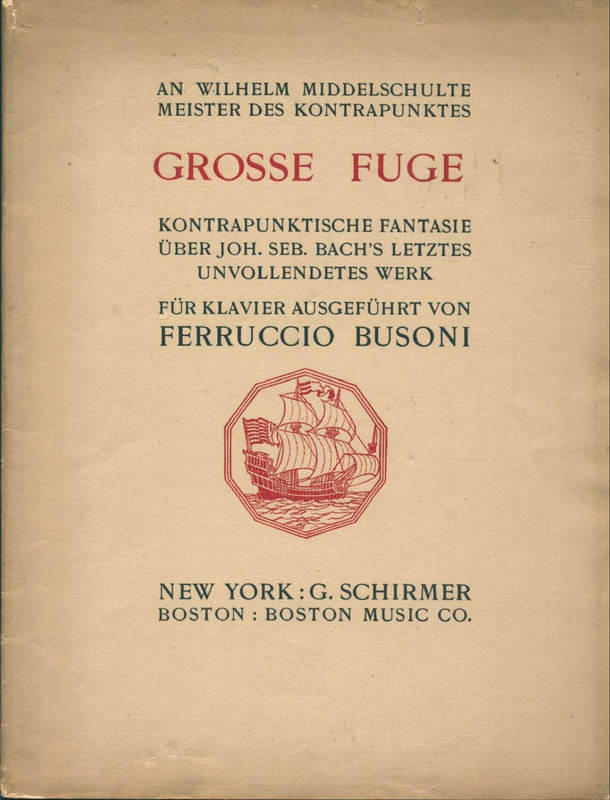 AN WILHELM MIDDELSCHULTE
MEISTER DES KONTRAPUNKTES
GROSSE FUGE
KONTRAPUNKTISCHE FANTASIE
ÜBER JOH. SEB. BACH'S LETZTES
UNVOLLENDETES WERK
FÜR KLAVIER AUSGEFÜHRT VON
FERRUCCIO BUSONI
NEW YORK : G. SCHIRMER
BOSTON : BOSTON MUSIC CO.